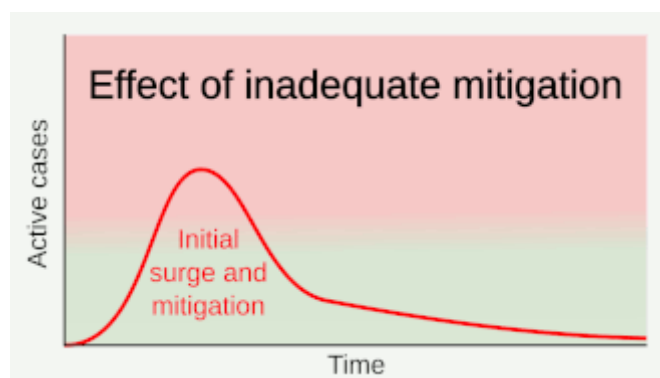 Effect of inadequate mitigation
Active cases
Initial
surge and
mitigation
Time